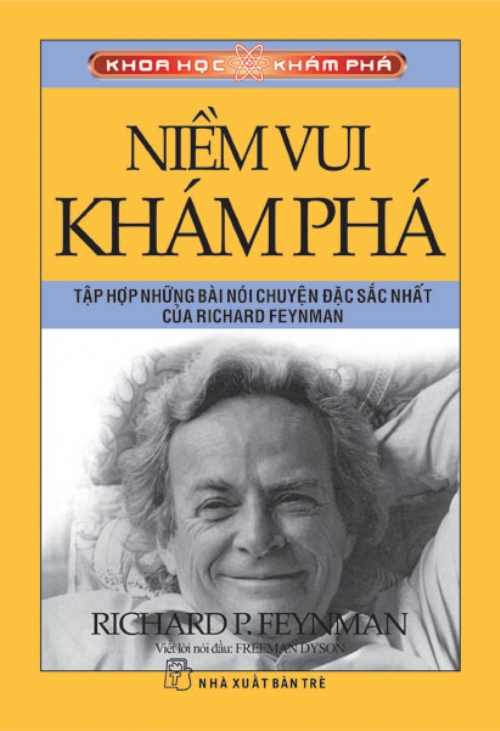 KHOA HỌC KHÁM PHÁ
NIỀM VUI
KHÁM PHÁ
TẬP HỢP NHỮNG BÀI NÓI CHUYỆN ĐẶC SẮC NHẤT
CỦA RICHARD FEYNMAN
RICHARD P. FEYNMAN
Viết lời nói đầu: FREEMAN DYSON
NHÀ XUẤT BẢN TRẺ